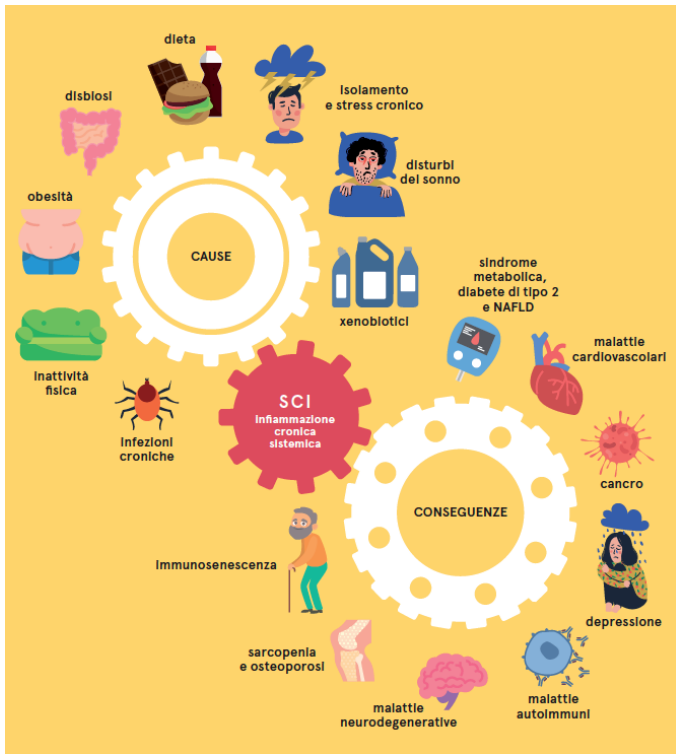 dieta
disbiosi
isolamento
e stress cronico
disturbi
del sonno
obesità
CAUSE
xenobiotici
inattività
fisica
infezioni
croniche
SCI
infiammazione
cronica
sistemica
sindrome
metabolica,
diabete di tipo 2
e NAFLD
malattie
cardiovascolari
cancro
CONSEGUENZE
depressione
immunosenescenza
sarcopenia
e osteoporosi
malattie
neurodegenerative
malattie
autoimmuni